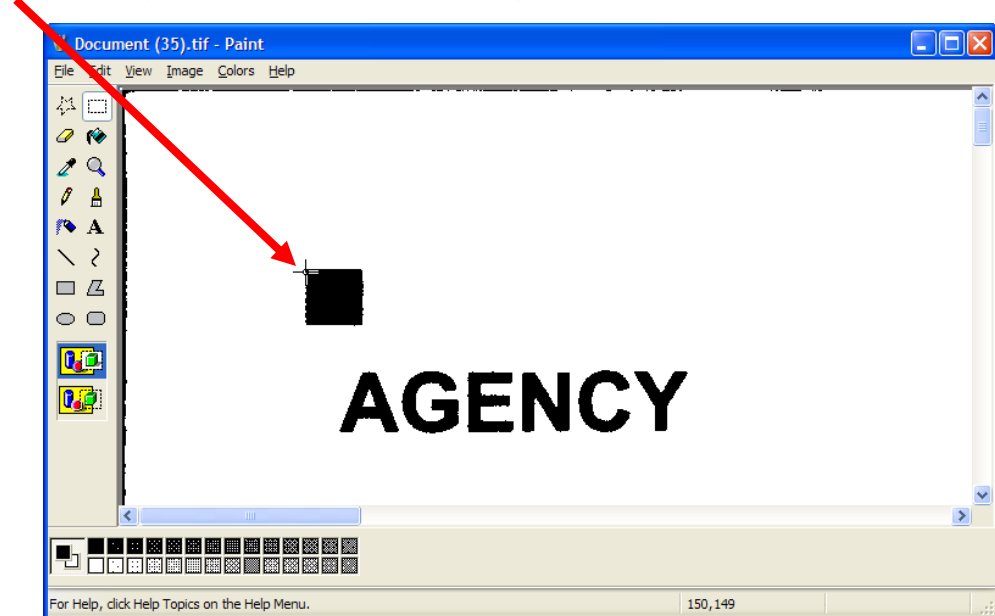 Document (35).tif - Paint
File Edit View Image Colors Help
A
AGENCY
For Help, click Help Topics on the Help Menu.
150,149